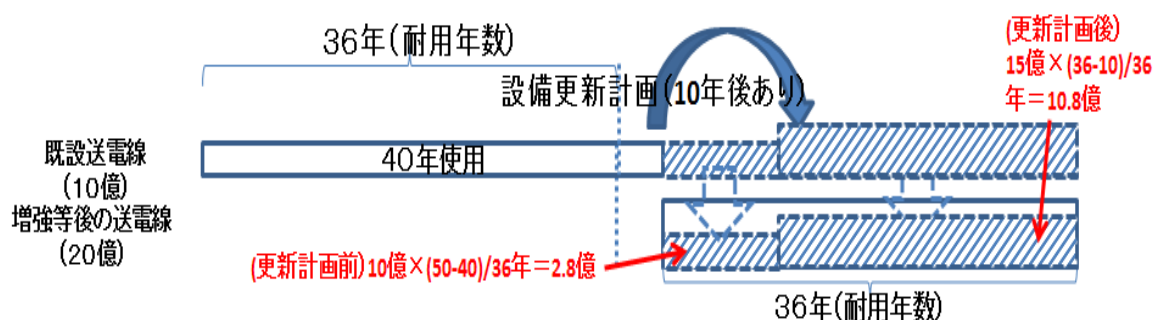 36年(耐用年数)
(更新計画後)
15億×(36-10)/36
年=10.8億
設備更新計画(10年後あり)
既設送電線
(10億)
40年使用
増強等後の送電線
(20億)
(更新計画前)10億×(50-40)/36年=2.8億
36年(耐用年数)